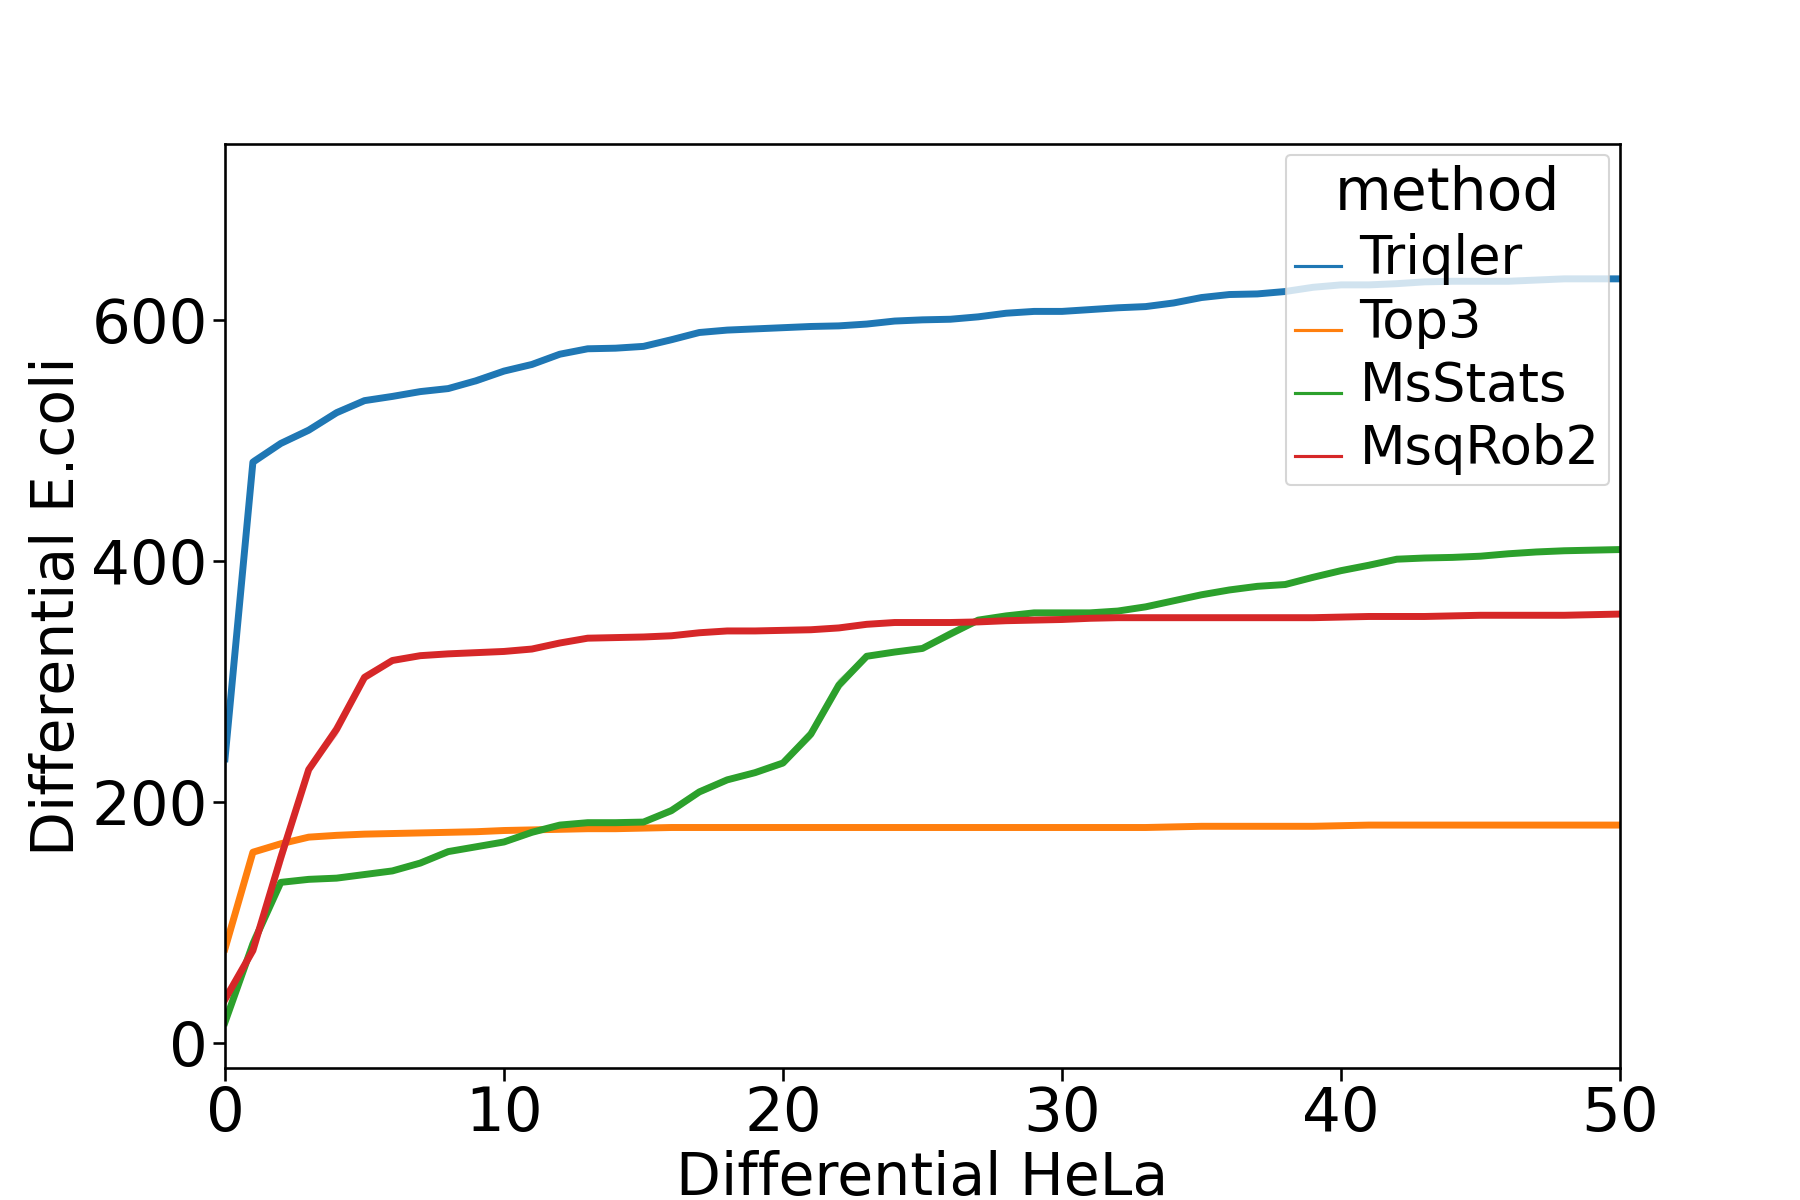 method
Triqler
Top3
MsStats
MsqRob2
600
400
200
0
Differential E.coli
0 10 20 30 40 50
Differential HeLa